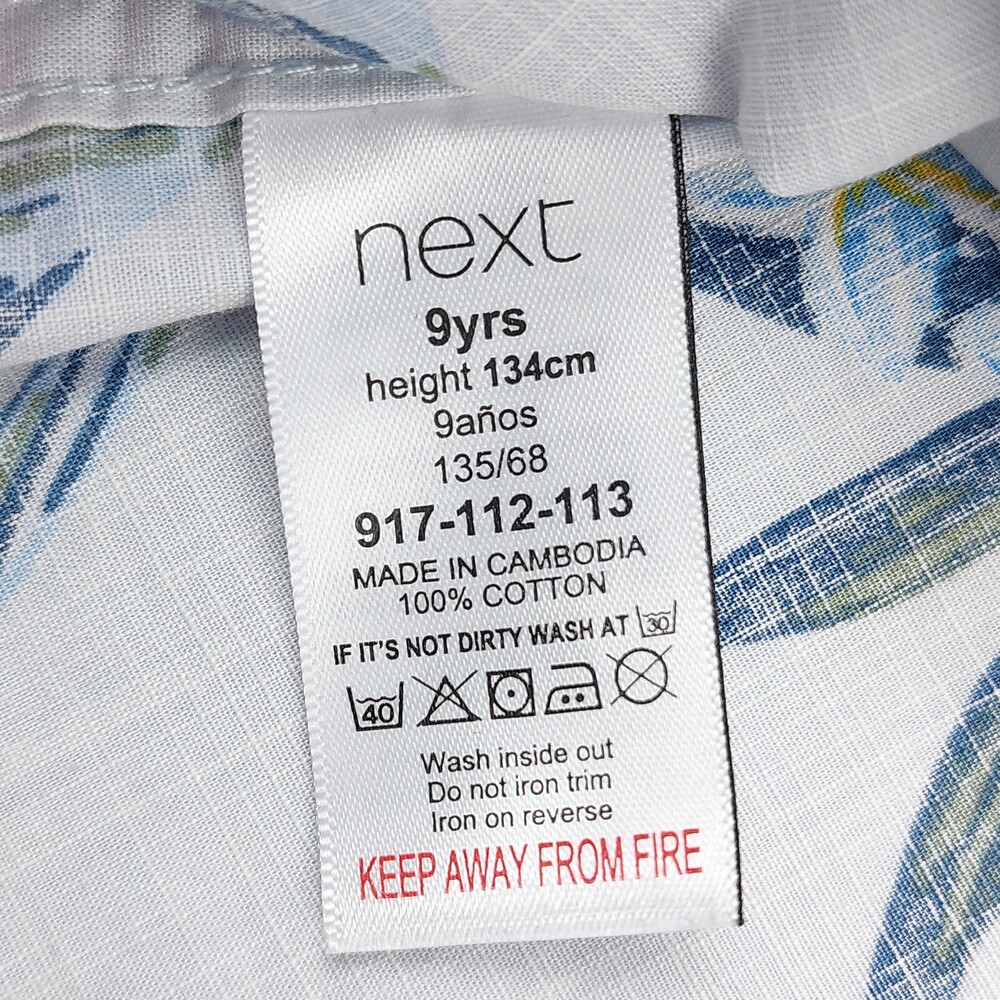 next
9yrs
height 134cm
9años
135/68
917-112-113
MADE IN CAMBODIA
100% COTTON
IF IT'S NOT DIRTY WASH AT 30
40
Wash inside out
Do not iron trim
Iron on reverse
KEEP AWAY FROM FIRE